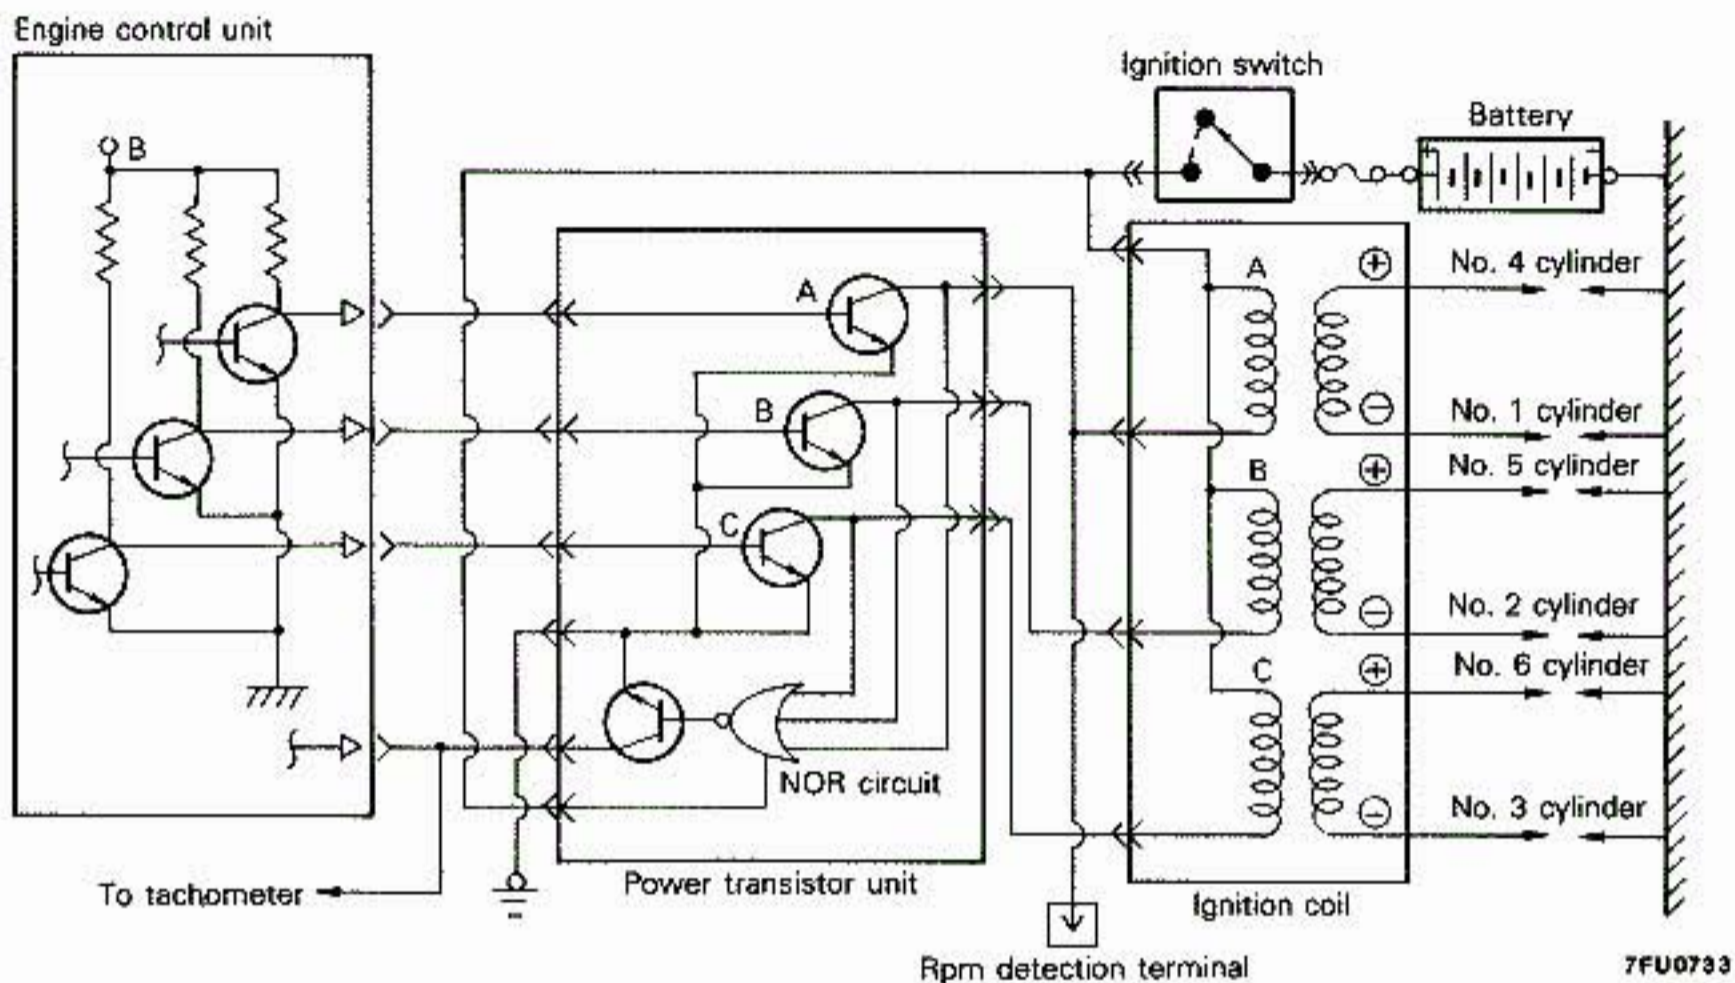 Engine control unit
Ignition switch
Battery
B
A
No. 4 cylinder
A
B
No. 1 cylinder
No. 5 cylinder
B
C
No. 2 cylinder
No. 6 cylinder
C
NOR circuit
No. 3 cylinder
To tachometer
Power transistor unit
Ignition coil
Rpm detection terminal
7FU0733